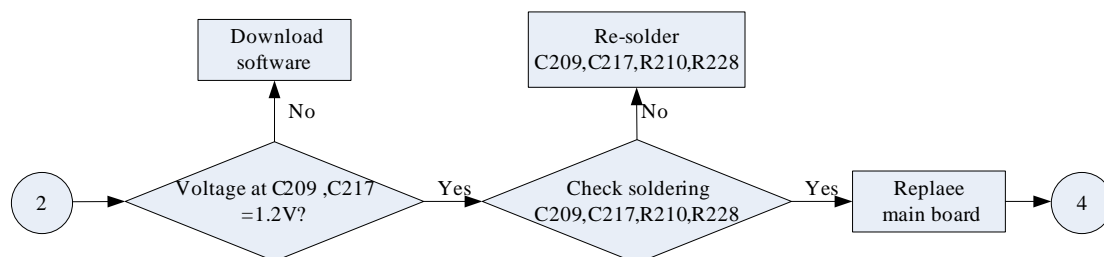 Download
software
Re-solder
C209,C217,R210,R228
No
No
2
Voltage at C209 ,C217
=1.2V?
Yes
Check soldering
C209,C217,R210,R228
Yes
Replaee
main board
4